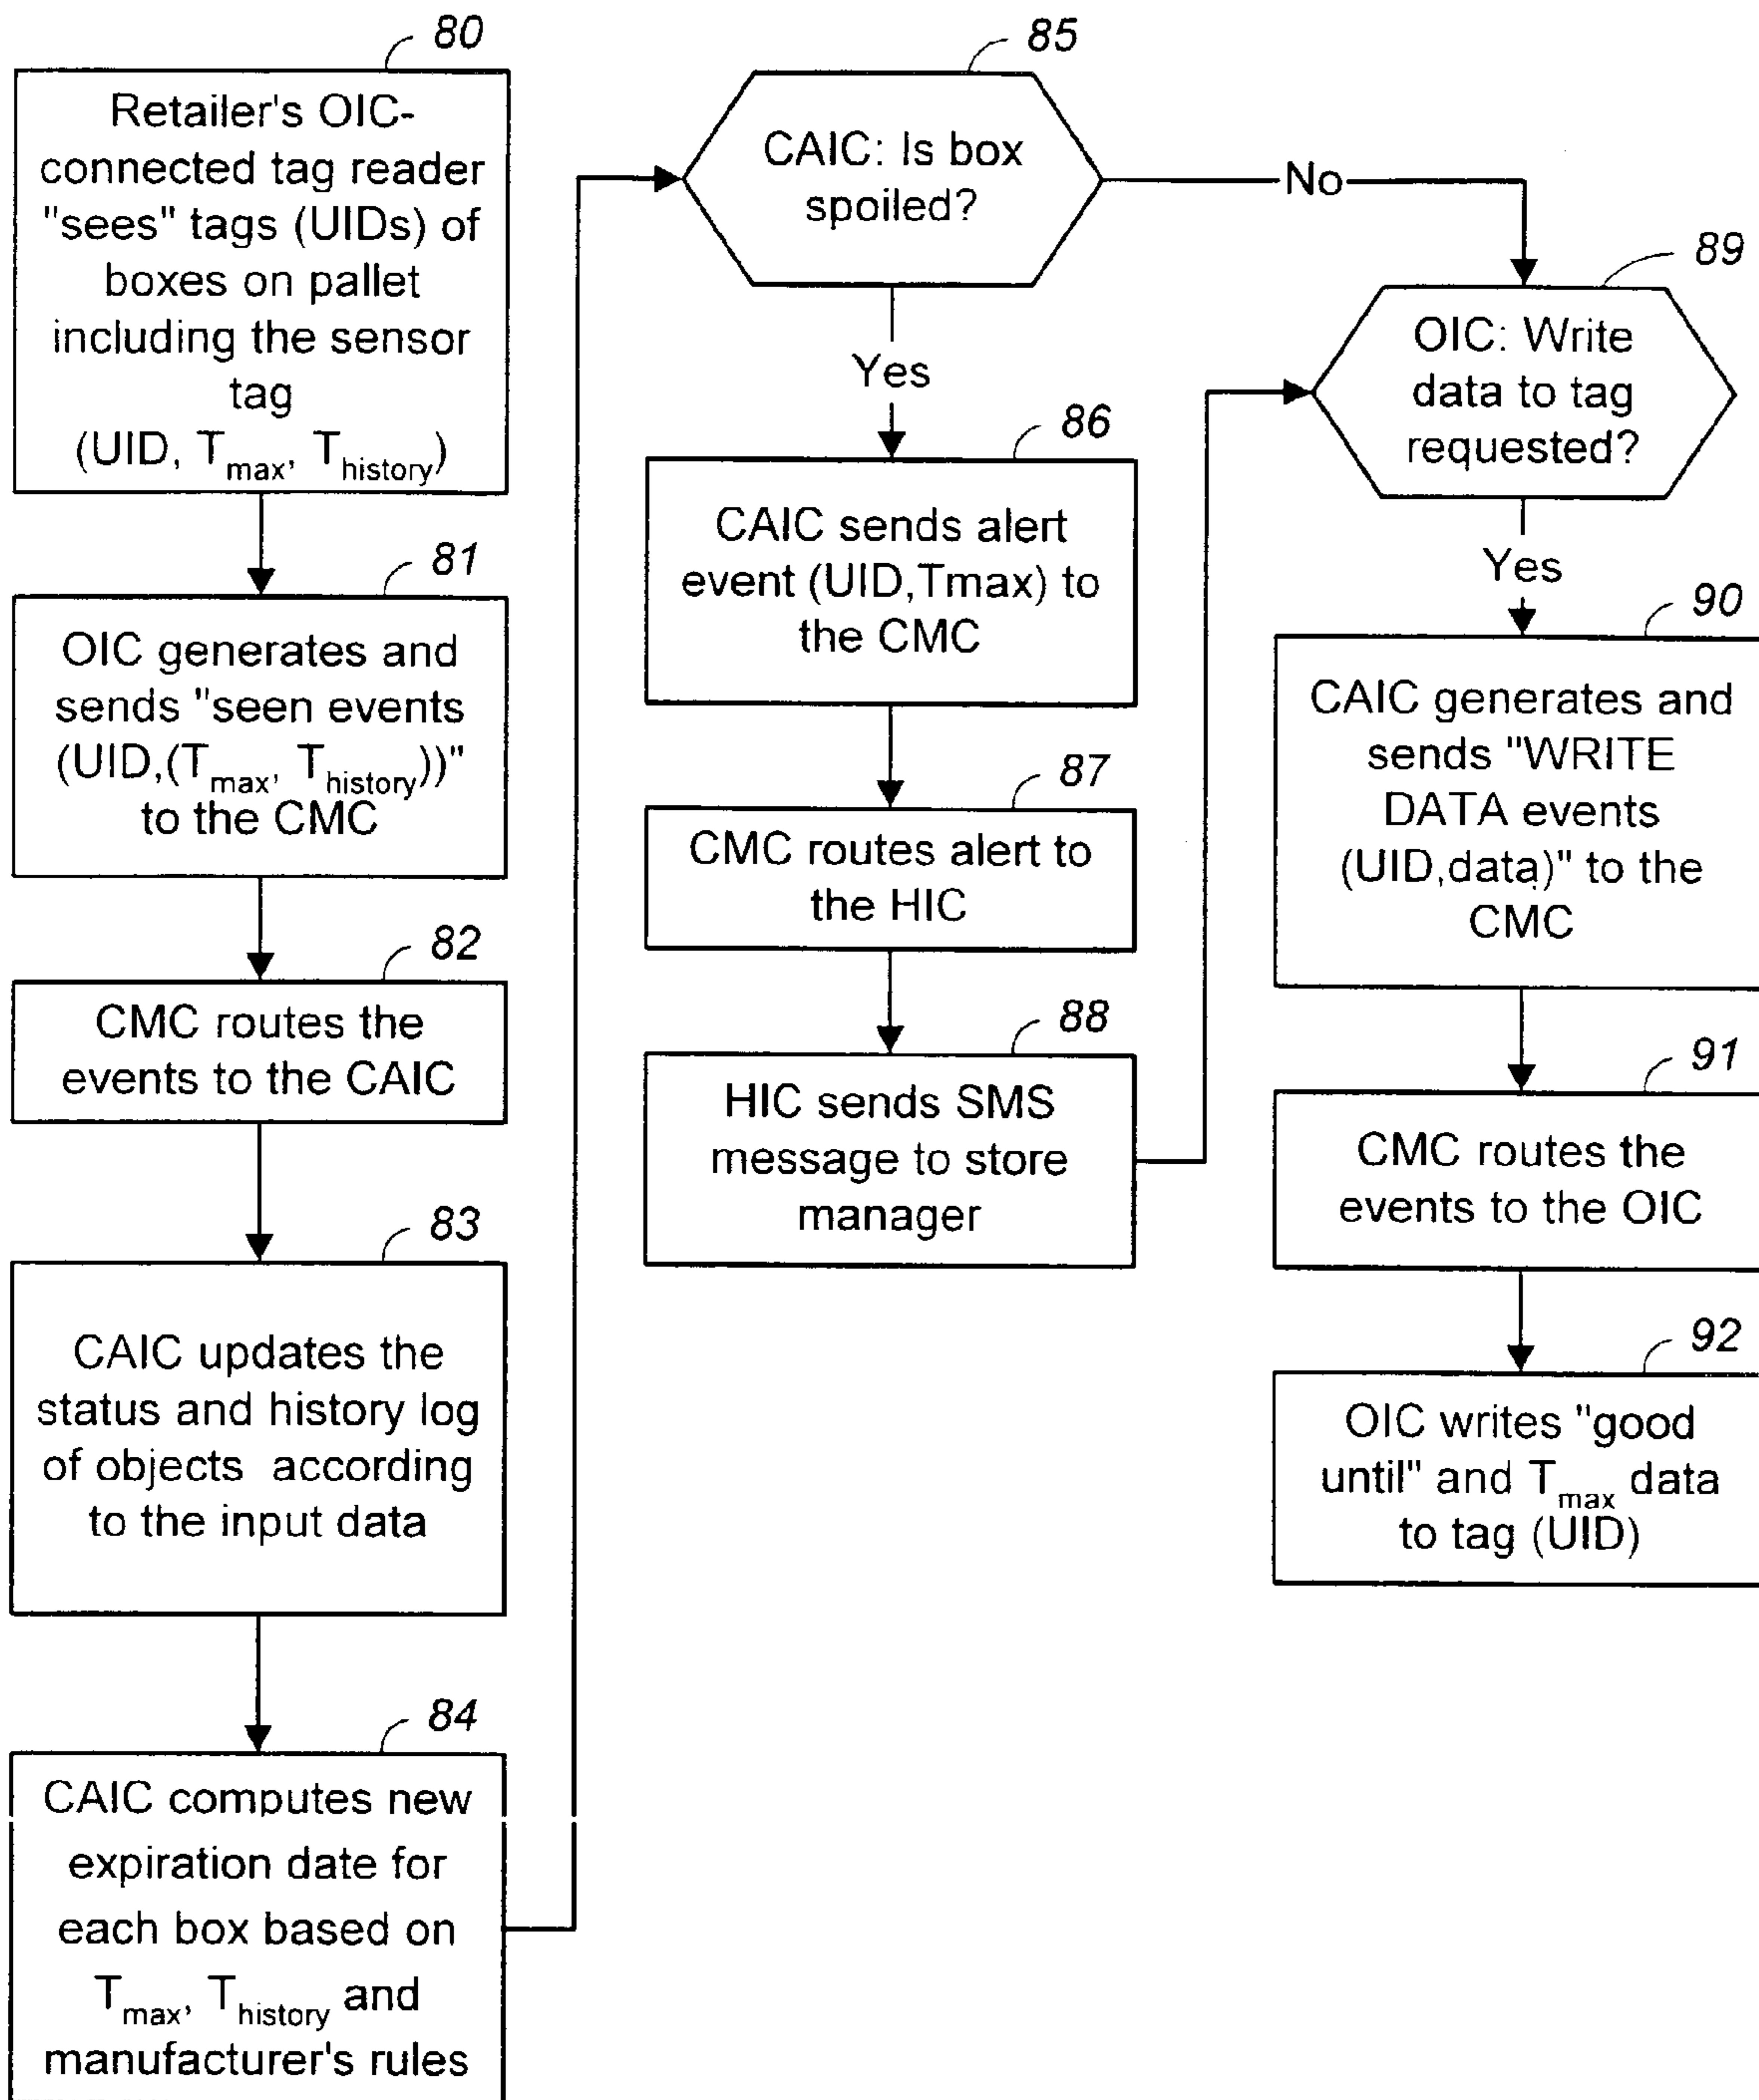 80
Retailer's OIC-
connected tag reader
"sees" tags (UIDs) of
boxes on pallet
including the sensor
tag
(UID, Tmax, Thistory)
81
OIC generates and
sends "seen events
(UID,(Tmax, Thistory))"
to the CMC
82
CMC routes the
events to the CAIC
83
CAIC updates the
status and history log
of objects according
to the input data
84
CAIC computes new
expiration date for
each box based on
Tmax, Thistory and
manufacturer's rules
85
CAIC: Is box
spoiled?
No
Yes
86
CAIC sends alert
event (UID,Tmax) to
the CMC
87
CMC routes alert to
the HIC
88
HIC sends SMS
message to store
manager
89
OIC: Write
data to tag
requested?
Yes
90
CAIC generates and
sends "WRITE
DATA events
(UID,data)" to the
CMC
91
CMC routes the
events to the OIC
92
OIC writes "good
until" and Tmax data
to tag (UID)